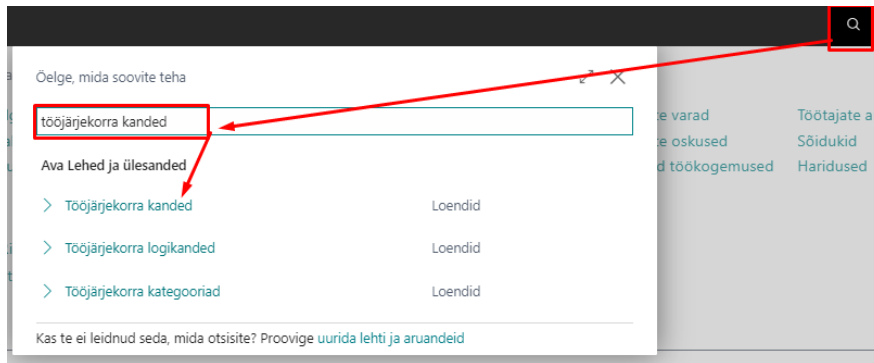 Öelge, mida soovite teha
tööjärjekorra kanded
Ava Lehed ja ülesanded
Tööjärjekorra kanded Loendid
Tööjärjekorra logikanded Loendid
Tööjärjekorra kategooriad Loendid
Kas te ei leidnud seda, mida otsisite? Proovige uurida lehti ja aruandeid
te varad Töötajate a
te oskused Sõidukid
d töökogemused Haridused